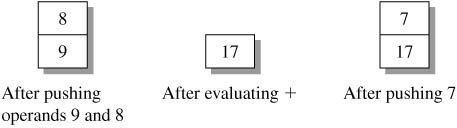 8
9
17
7
17
After pushing
operands 9 and 8
After evaluating +
After pushing 7